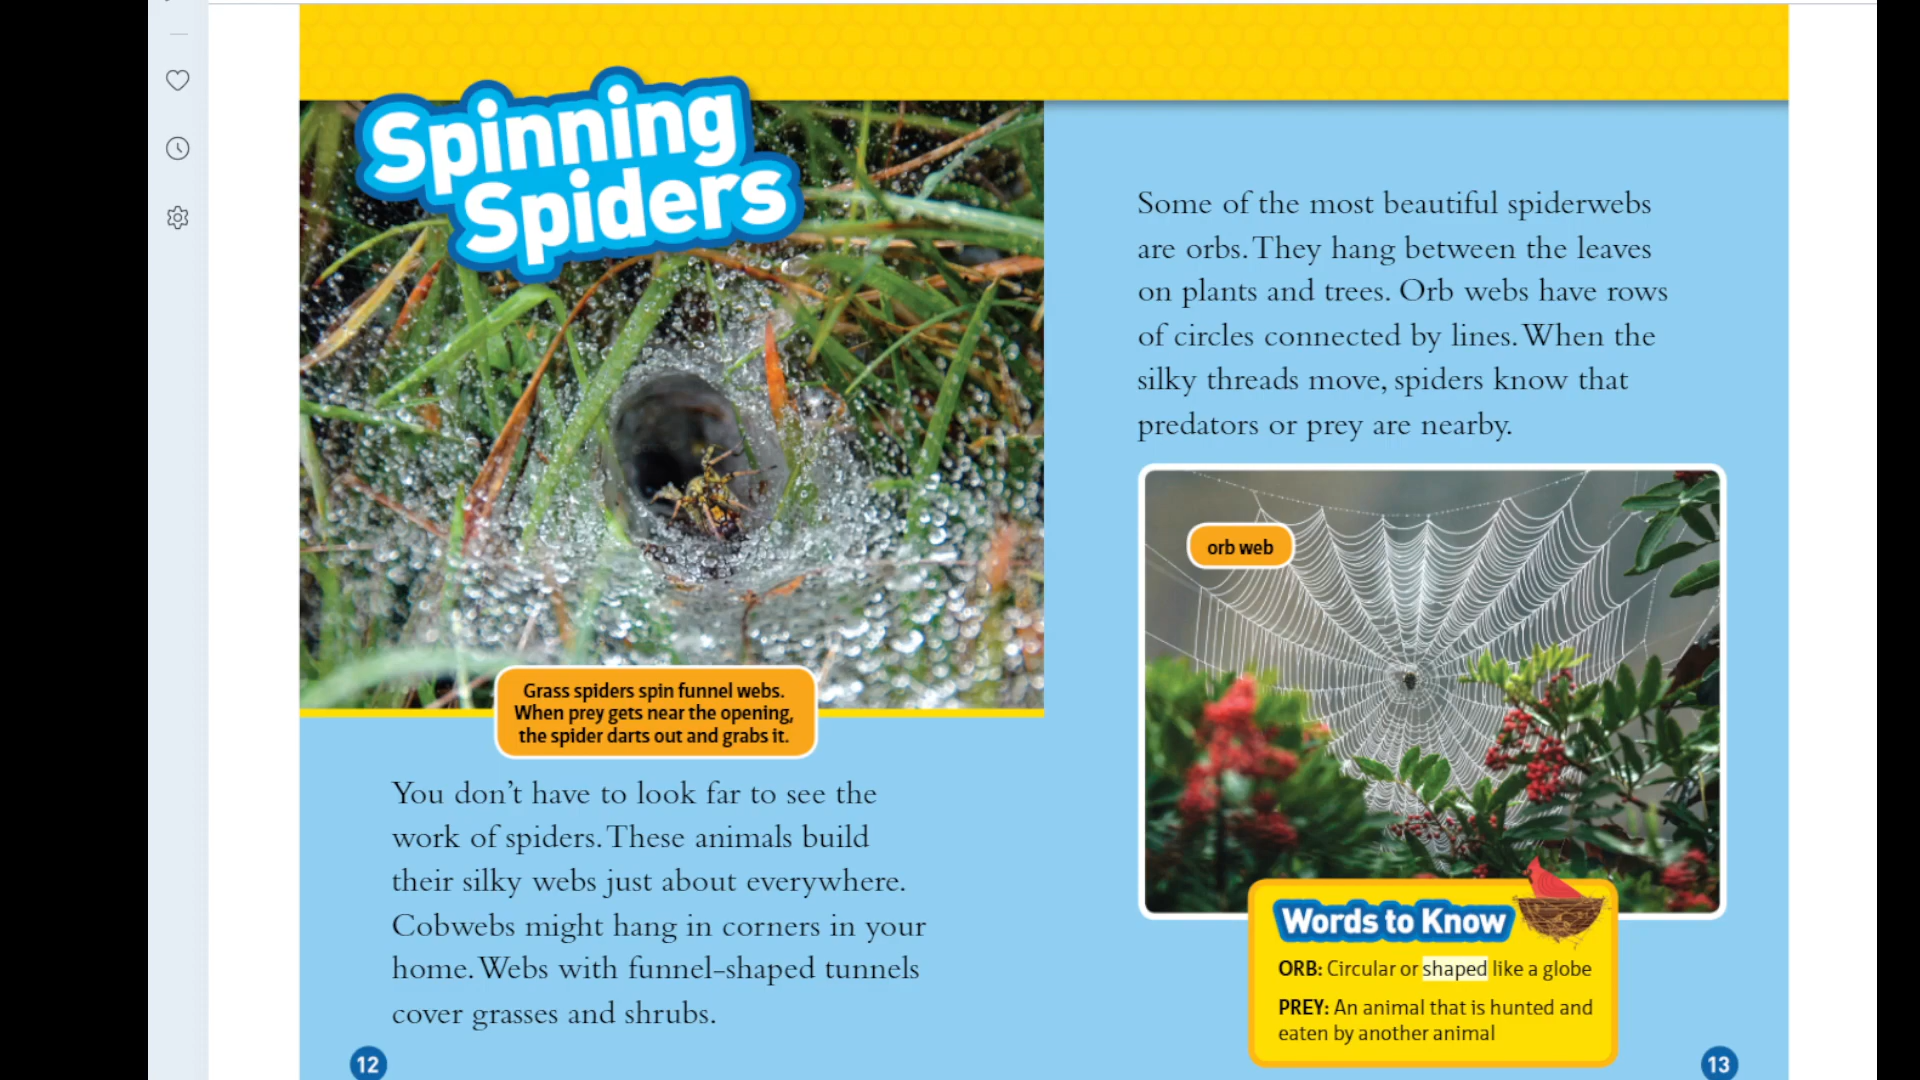 Spinning
Spiders
Grass spiders spin funnel webs.
When prey gets near the opening,
the spider darts out and grabs it.
You don't have to look far to see the
work of spiders. These animals build
their silky webs just about everywhere.
Cobwebs might hang in corners in your
home. Webs with funnel-shaped tunnels
cover grasses and shrubs.
12
Some of the most beautiful spiderwebs
are orbs. They hang between the leaves
on plants and trees. Orb webs have rows
of circles connected by lines. When the
silky threads move, spiders know that
predators or prey are nearby.
orb web
Words to Know
ORB: Circular or shaped like a globe
PREY: An animal that is hunted and
eaten by another animal
13